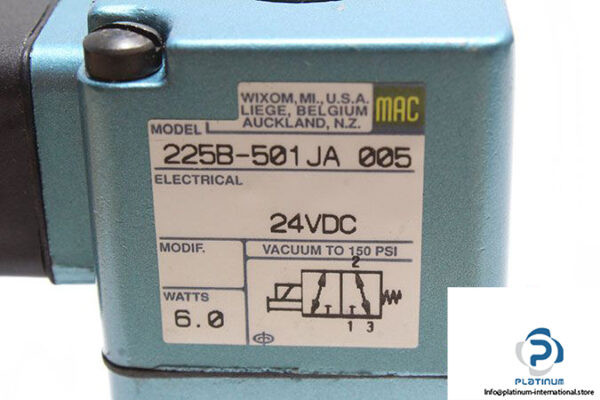 WIXOM, MI., U.S.A.
LIEGE, BELGIUM
AUCKLAND, N.Z.
MAC
MODEL
225B-501JA 005
ELECTRICAL
24VDC
MODIF.
VACUUM TO 150 PSI
WATTS
6.0
2
1 3
PLATINUM
Info@platinum-international.store